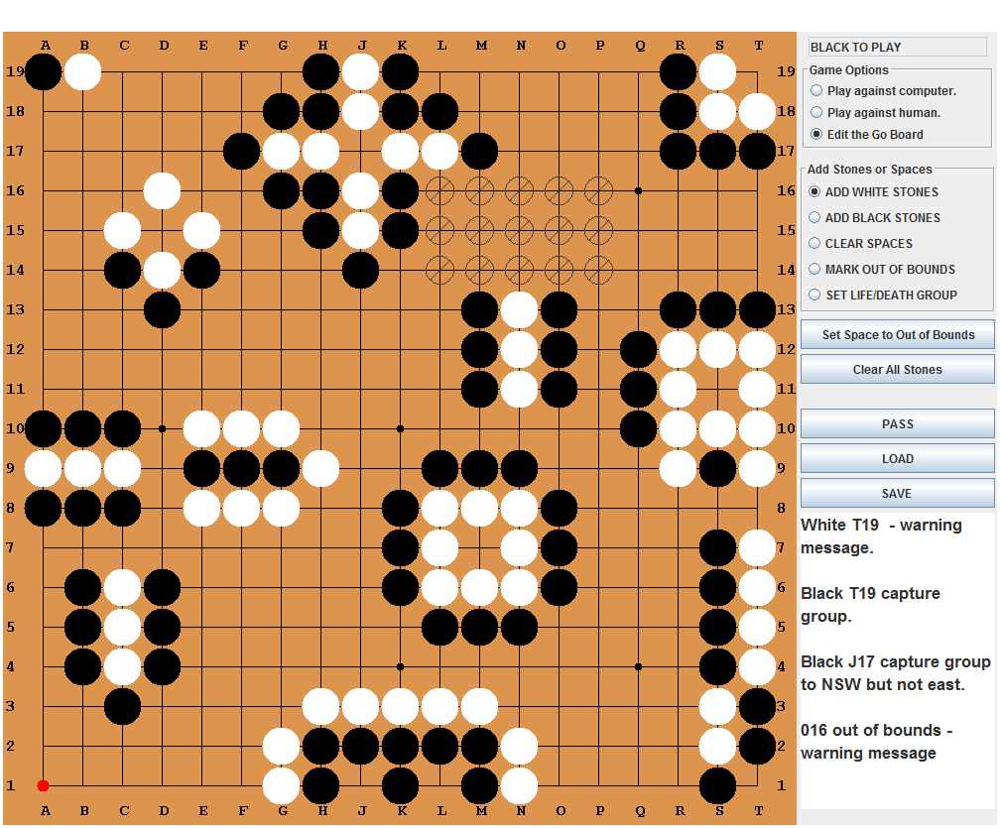 A B C D E F G H J K L M N O P Q R S T
19 19
18 18
17 17
16 16
15 15
14 14
13 13
12 12
11 11
10 10
9 9
8 8
7 7
6 6
5 5
4 4
3 3
2 2
1 1
A B C D E F G H J K L M N O P Q R S T
BLACK TO PLAY
Game Options
Play against computer.
Play against human.
Edit the Go Board
Add Stones or Spaces
ADD WHITE STONES
ADD BLACK STONES
CLEAR SPACES
MARK OUT OF BOUNDS
SET LIFE/DEATH GROUP
Set Space to Out of Bounds
Clear All Stones
PASS
LOAD
SAVE
White T19 - warning
message.
Black T19 capture
group.
Black J17 capture group
to NSW but not east.
016 out of bounds -
warning message